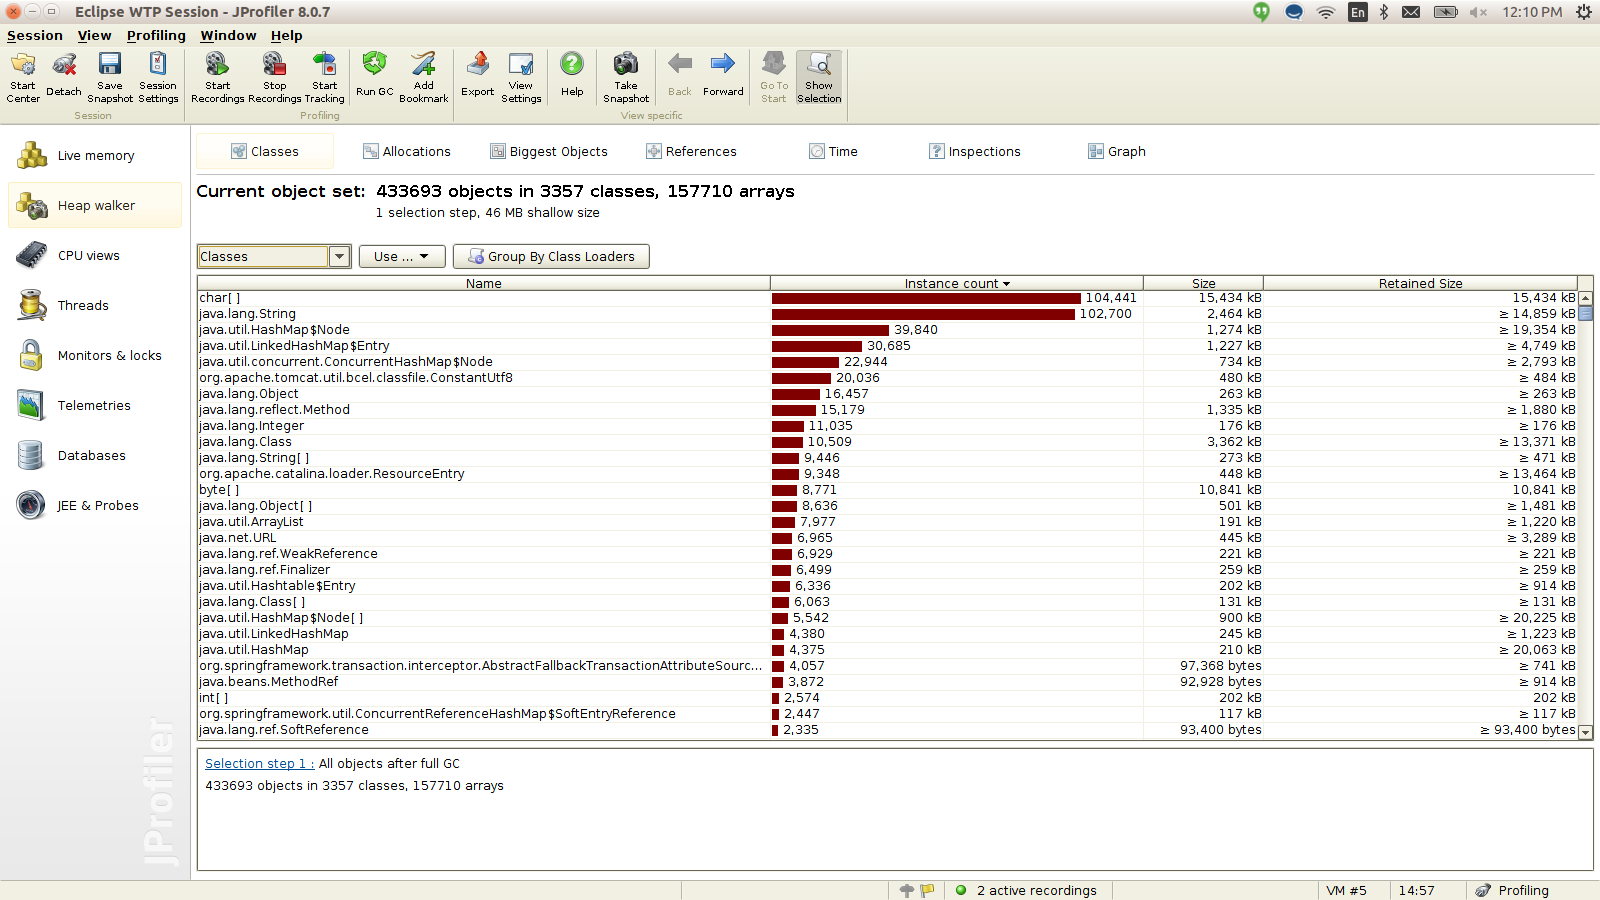 Eclipse WTP Session - JProfiler 8.0.7
En 12:10 PM
Session View Profiling Window Help
Start Center
Detach
Save Snapshot
Session Settings
Start Recordings
Stop Recordings
Start Tracking
Run GC
Add Bookmark
Export
View Settings
Help
Take Snapshot
Back
Forward
Go To Start
Show Selection
Session
Profiling
View specific
Live memory
Heap walker
CPU views
Threads
Monitors & locks
Telemetries
Databases
JEE & Probes
JProfiler
Classes Allocations Biggest Objects References Time Inspections Graph
Current object set: 433693 objects in 3357 classes, 157710 arrays
1 selection step, 46 MB shallow size
Classes Use ... Group By Class Loaders
Name Instance count Size Retained Size
char[ ] 104,441 15,434 kB 15,434 kB
java.lang.String 102,700 2,464 kB ≥ 14,859 kB
java.util.HashMap$Node 39,840 1,274 kB ≥ 19,354 kB
java.util.LinkedHashMap$Entry 30,685 1,227 kB ≥ 4,749 kB
java.util.concurrent.ConcurrentHashMap$Node 22,944 734 kB ≥ 2,793 kB
org.apache.tomcat.util.bcel.classfile.ConstantUtf8 20,036 480 kB ≥ 484 kB
java.lang.Object 16,457 263 kB ≥ 263 kB
java.lang.reflect.Method 15,179 1,335 kB ≥ 1,880 kB
java.lang.Integer 11,035 176 kB ≥ 176 kB
java.lang.Class 10,509 3,362 kB ≥ 13,371 kB
java.lang.String[ ] 9,446 273 kB ≥ 471 kB
org.apache.catalina.loader.ResourceEntry 9,348 448 kB ≥ 13,464 kB
byte[ ] 8,771 10,841 kB 10,841 kB
java.lang.Object[ ] 8,636 501 kB ≥ 1,481 kB
java.util.ArrayList 7,977 191 kB ≥ 1,220 kB
java.net.URL 6,965 445 kB ≥ 3,289 kB
java.lang.ref.WeakReference 6,929 221 kB ≥ 221 kB
java.lang.ref.Finalizer 6,499 259 kB ≥ 259 kB
java.util.Hashtable$Entry 6,336 202 kB ≥ 914 kB
java.lang.Class[ ] 6,063 131 kB ≥ 131 kB
java.util.HashMap$Node[ ] 5,542 900 kB ≥ 20,225 kB
java.util.LinkedHashMap 4,380 245 kB ≥ 1,223 kB
java.util.HashMap 4,375 210 kB ≥ 20,063 kB
org.springframework.transaction.interceptor.AbstractFallbackTransactionAttributeSourc... 4,057 97,368 bytes ≥ 741 kB
java.beans.MethodRef 3,872 92,928 bytes ≥ 914 kB
int[ ] 2,574 202 kB 202 kB
org.springframework.util.ConcurrentReferenceHashMap$SoftEntryReference 2,447 117 kB ≥ 117 kB
java.lang.ref.SoftReference 2,335 93,400 bytes ≥ 93,400 bytes
Selection step 1 : All objects after full GC
433693 objects in 3357 classes, 157710 arrays
2 active recordings VM #5 14:57 Profiling